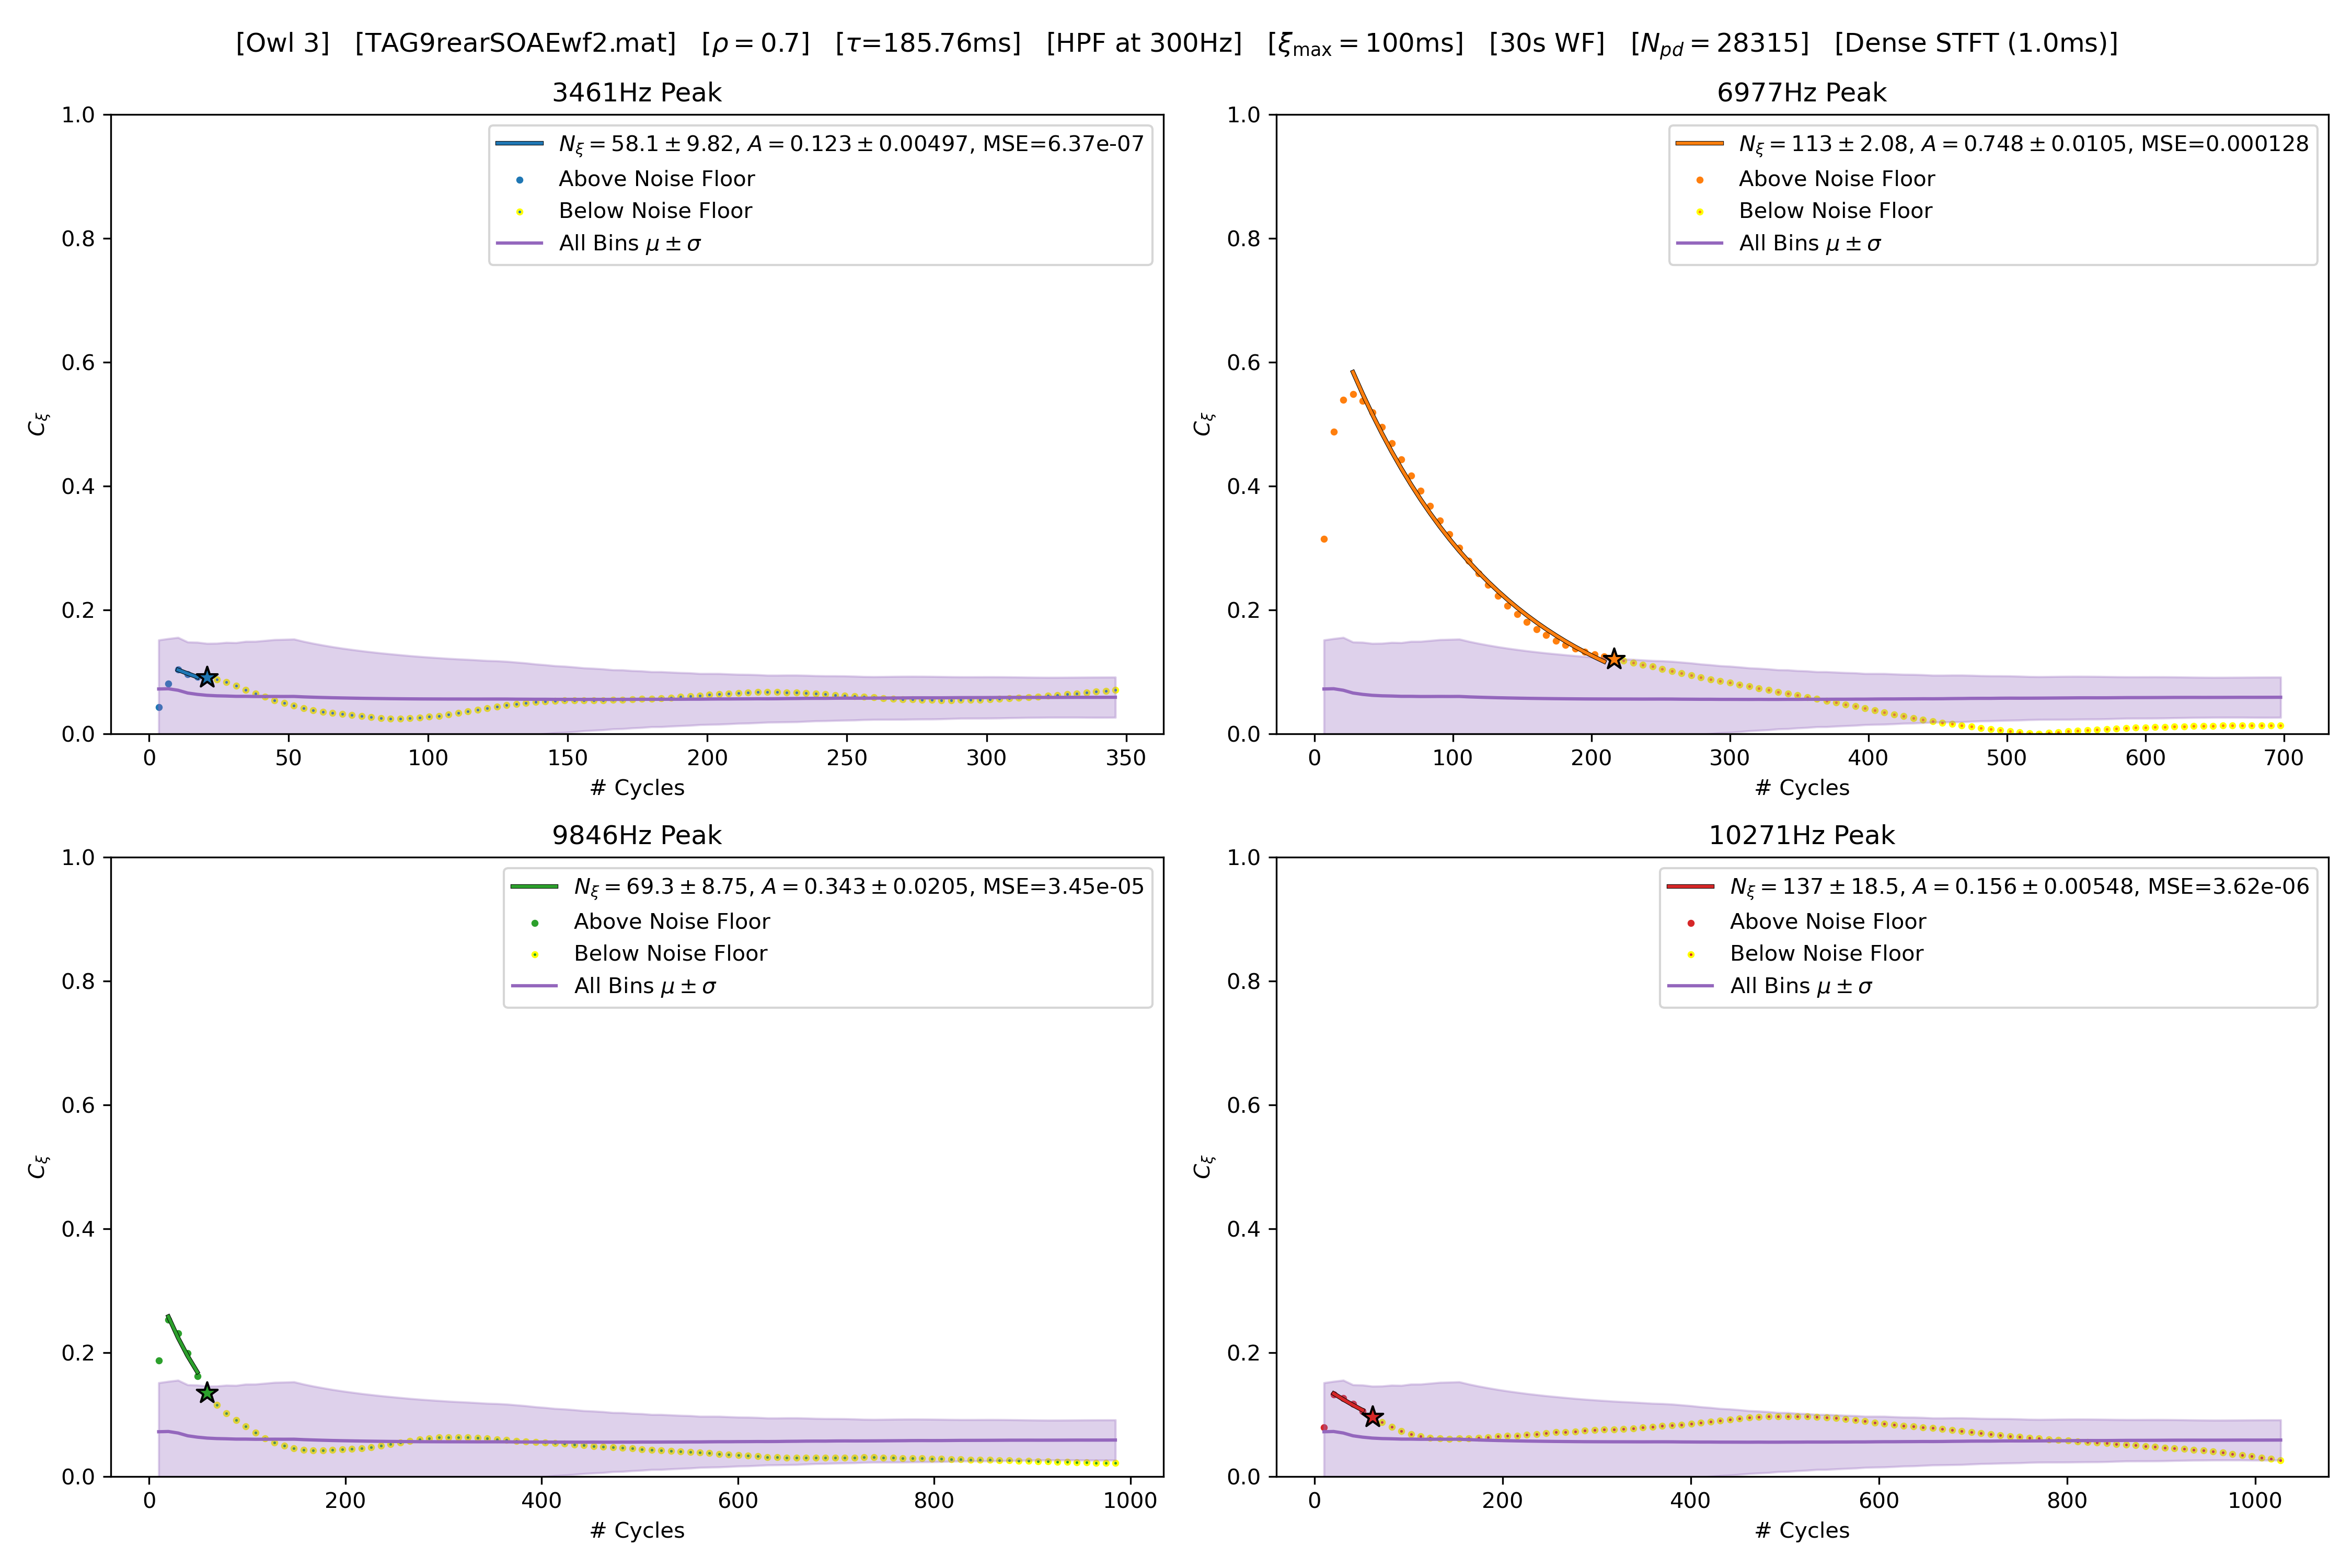 [Owl 3] [TAG9rearSOAEwf2.mat] [ρ = 0.7] [τ=185.76ms] [HPF at 300Hz] [ξmax = 100ms] [30s WF] [Npd = 28315] [Dense STFT (1.0ms)]
3461Hz Peak
Nξ = 58.1 ± 9.82, A = 0.123 ± 0.00497, MSE=6.37e-07
Above Noise Floor
Below Noise Floor
All Bins μ ± σ
1.0
0.8
0.6
0.4
0.2
0.0
Cξ
0 50 100 150 200 250 300 350
# Cycles
6977Hz Peak
Nξ = 113 ± 2.08, A = 0.748 ± 0.0105, MSE=0.000128
Above Noise Floor
Below Noise Floor
All Bins μ ± σ
1.0
0.8
0.6
0.4
0.2
0.0
Cξ
0 100 200 300 400 500 600 700
# Cycles
9846Hz Peak
Nξ = 69.3 ± 8.75, A = 0.343 ± 0.0205, MSE=3.45e-05
Above Noise Floor
Below Noise Floor
All Bins μ ± σ
1.0
0.8
0.6
0.4
0.2
0.0
Cξ
0 200 400 600 800 1000
# Cycles
10271Hz Peak
Nξ = 137 ± 18.5, A = 0.156 ± 0.00548, MSE=3.62e-06
Above Noise Floor
Below Noise Floor
All Bins μ ± σ
1.0
0.8
0.6
0.4
0.2
0.0
Cξ
0 200 400 600 800 1000
# Cycles